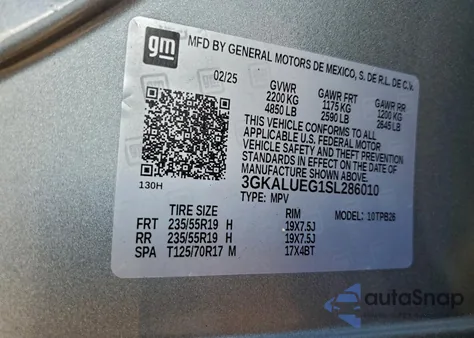 gm
MFD BY GENERAL MOTORS DE MEXICO, S. DE R.L. DE C.V.
02/25 GVWR GAWR FRT GAWR RR
2200 KG 1175 KG 1200 KG
4850 LB 2590 LB 2645 LB
THIS VEHICLE CONFORMS TO ALL
APPLICABLE U.S. FEDERAL MOTOR
VEHICLE SAFETY AND THEFT PREVENTION
STANDARDS IN EFFECT ON THE DATE OF
MANUFACTURE SHOWN ABOVE.
3GKALUEG1SL286010
130H
TYPE: MPV
MODEL: 10TPB26
TIRE SIZE RIM
FRT 235/55R19 H 19X7.5J
RR 235/55R19 H 19X7.5J
SPA T125/70R17 M 17X4BT
autoSnap